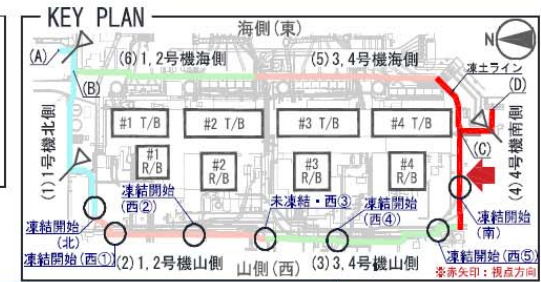 KEY PLAN
海側(東)
N
(A)
(6)1,2号機海側
(5)3,4号機海側
凍土ライン
(B)
(D)
#1 T/B
#2 T/B
#3 T/B
#4 T/B
(C)
(1)1号機北側
#1
R/B
#2
R/B
#3
R/B
#4
R/B
(4)4号機南側
凍結開始
(西②)
未凍結・西③
凍結開始
(西④)
凍結開始
(北)
凍結開始
(南)
凍結開始(西①)
(2)1,2号機山側
山側(西)
(3)3,4号機山側
凍結開始(西⑤)
※赤矢印：視点方向